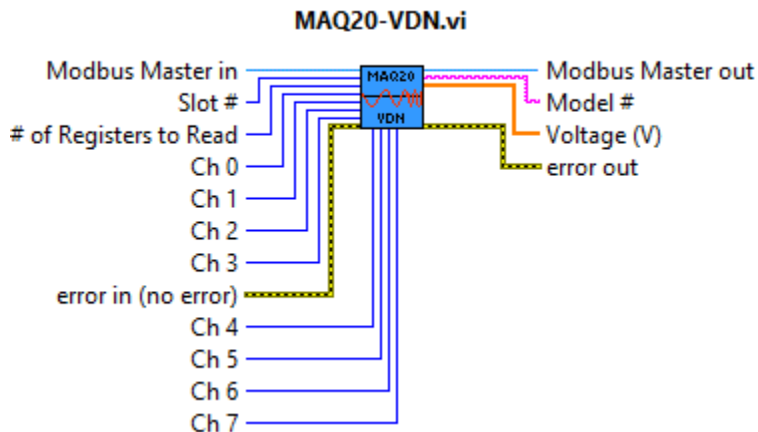 MAQ20-VDN.vi
Modbus Master in
Slot #
# of Registers to Read
Ch 0
Ch 1
Ch 2
Ch 3
error in (no error)
Ch 4
Ch 5
Ch 6
Ch 7
MAQ20
VDN
Modbus Master out
Model #
Voltage (V)
error out